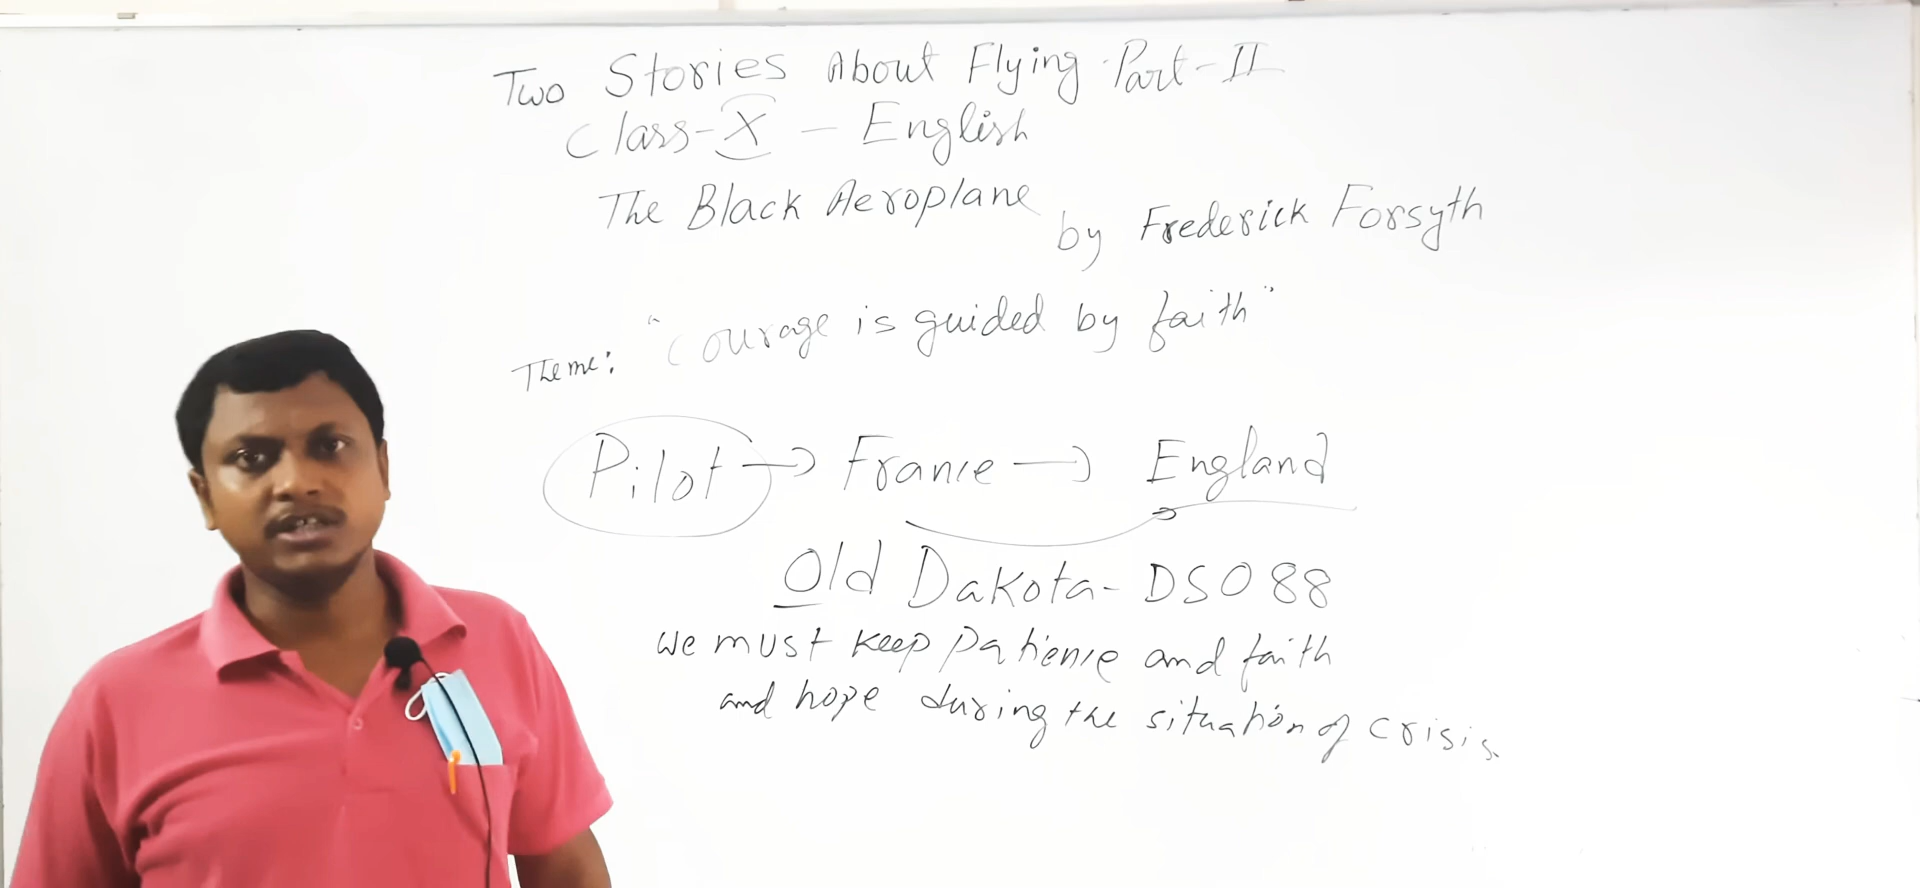 Two Stories About Flying Part-II
Class-X - English
The Black Aeroplane
by Frederick Forsyth
Theme: "Courage is guided by faith"
Pilot → France → England
Old Dakota- DS088
We must keep patience and faith
and hope during the situation of crisis.